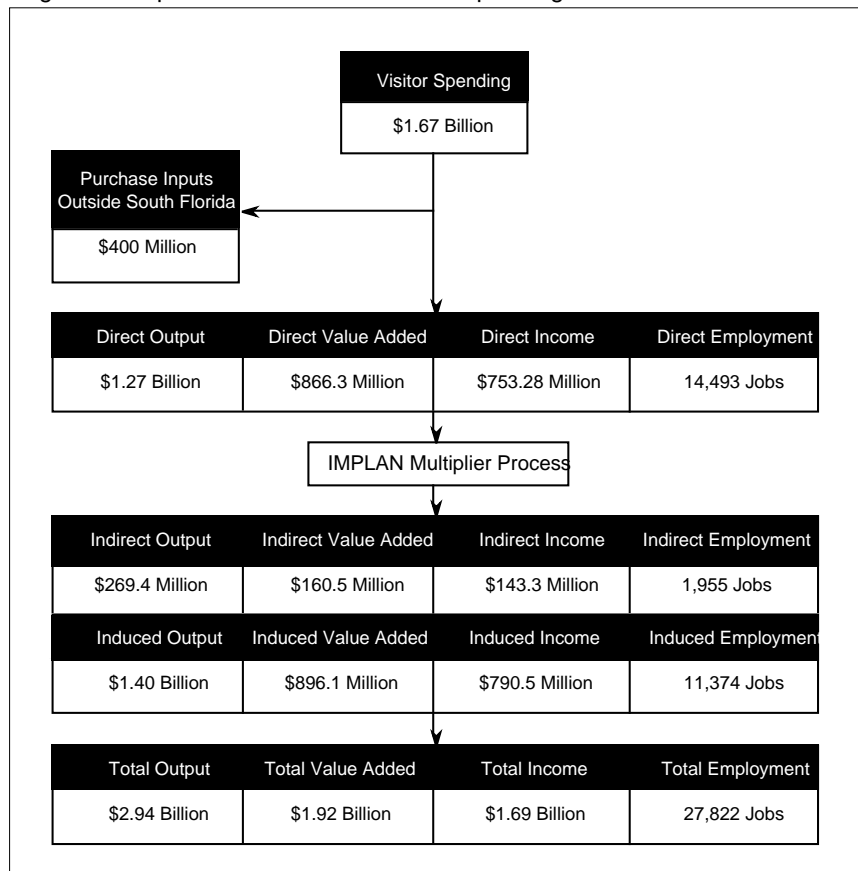 Visitor Spending
$1.67 Billion
Purchase Inputs
Outside South Florida
$400 Million
Direct Output Direct Value Added Direct Income Direct Employment
$1.27 Billion $866.3 Million $753.28 Million 14,493 Jobs
IMPLAN Multiplier Process
Indirect Output Indirect Value Added Indirect Income Indirect Employment
$269.4 Million $160.5 Million $143.3 Million 1,955 Jobs
Induced Output Induced Value Added Induced Income Induced Employment
$1.40 Billion $896.1 Million $790.5 Million 11,374 Jobs
Total Output Total Value Added Total Income Total Employment
$2.94 Billion $1.92 Billion $1.69 Billion 27,822 Jobs